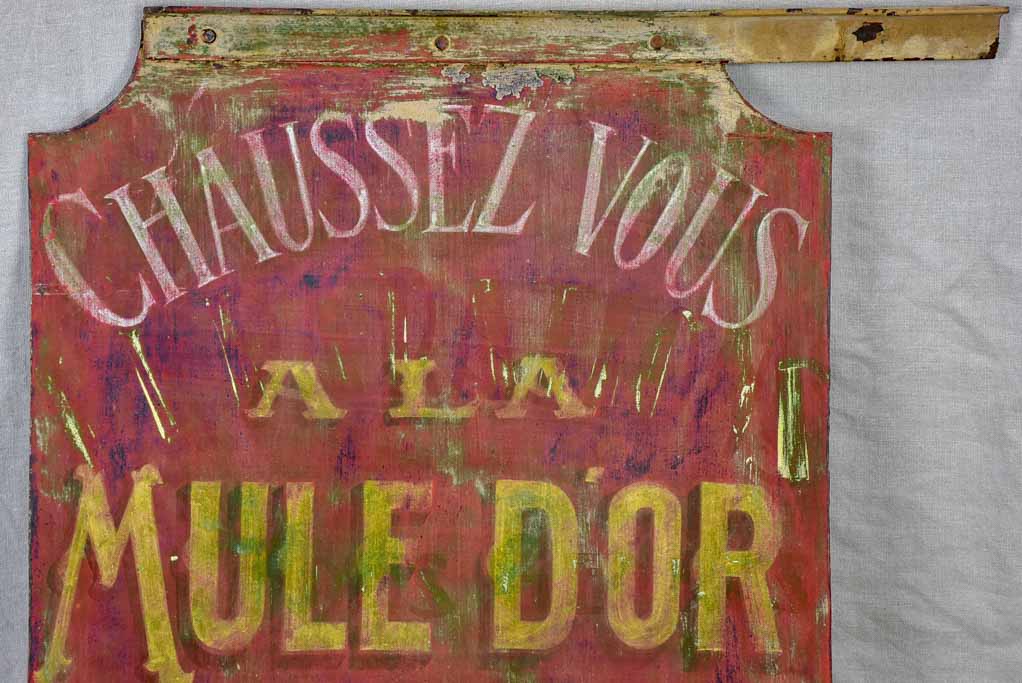 CHAUSSEZ VOUS
A LA
MULE D'OR